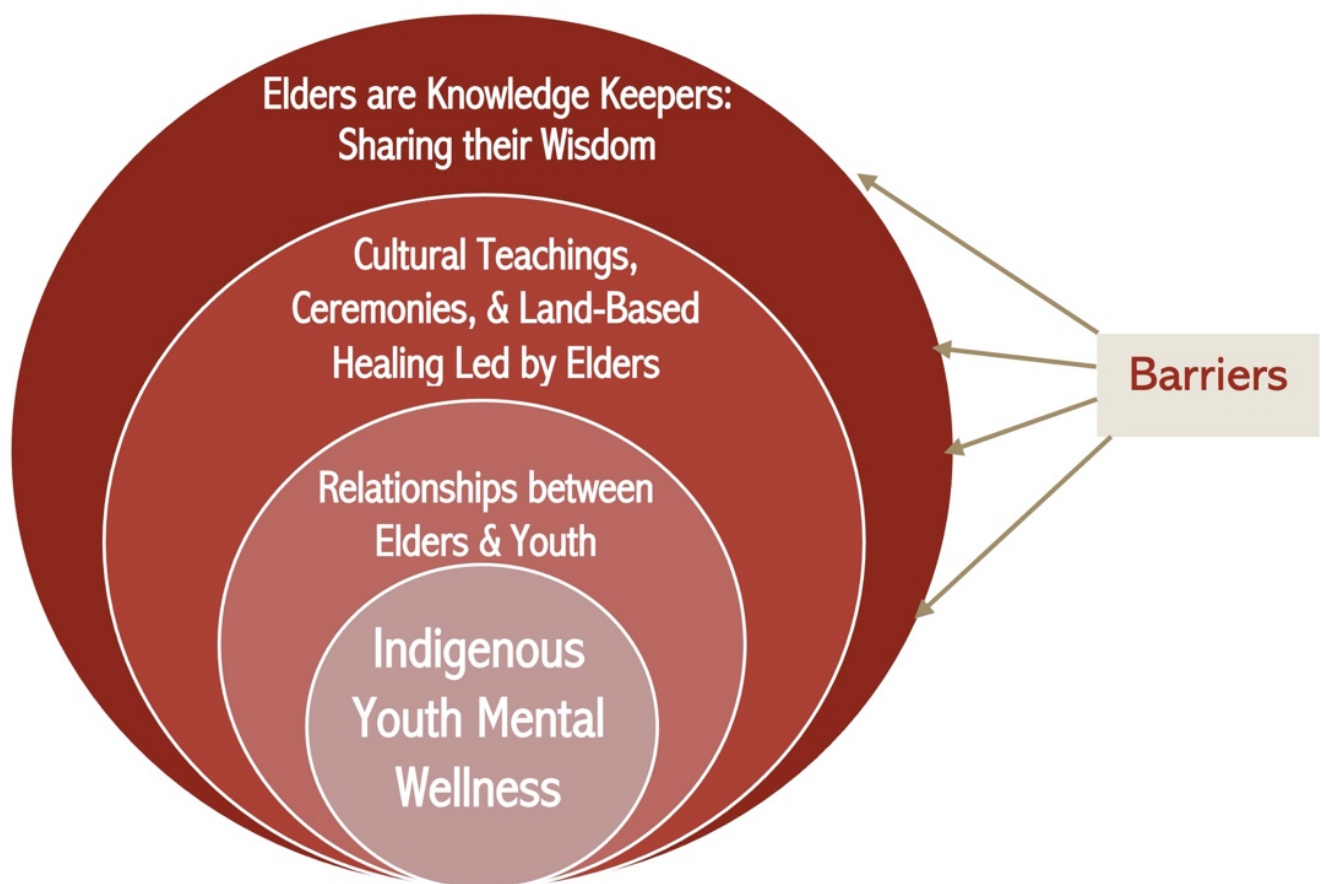 Elders are Knowledge Keepers:
Sharing their Wisdom
Cultural Teachings,
Ceremonies, & Land-Based
Healing Led by Elders
Relationships between
Elders & Youth
Indigenous
Youth Mental
Wellness
Barriers